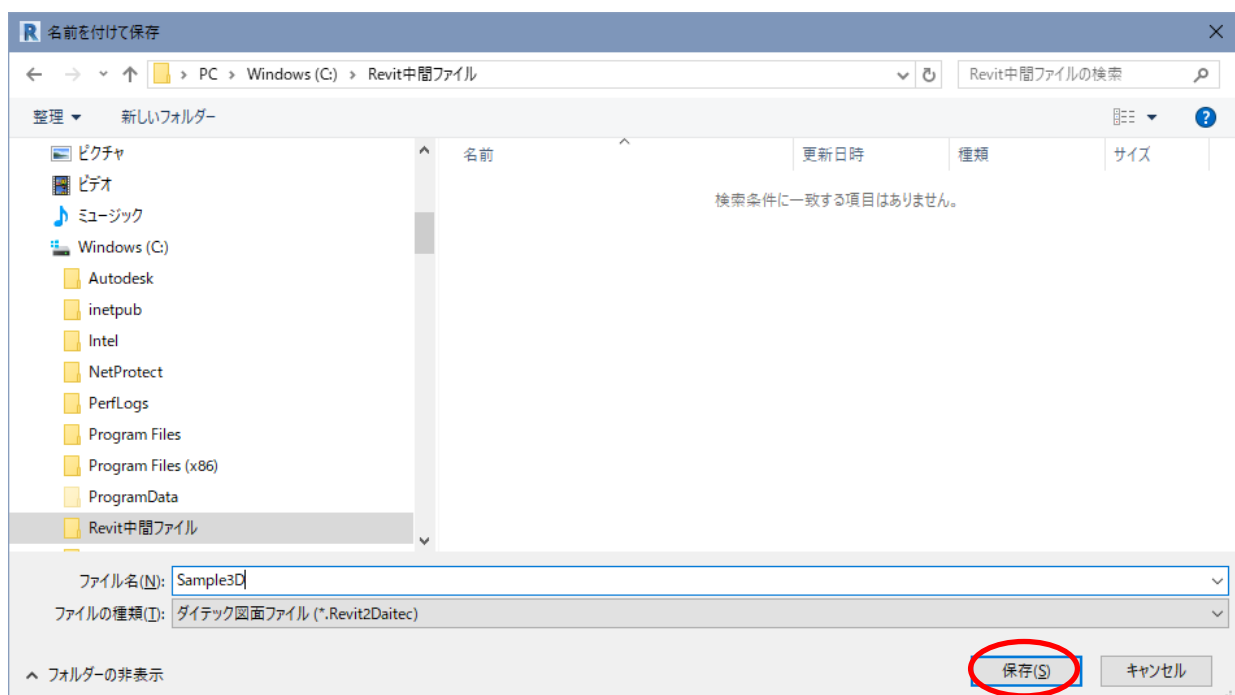 名前を付けて保存
PC › Windows (C:) › Revit中間ファイル
Revit中間ファイルの検索
整理
新しいフォルダー
ピクチャ
ビデオ
ミュージック
Windows (C:)
Autodesk
inetpub
Intel
NetProtect
PerfLogs
Program Files
Program Files (x86)
ProgramData
Revit中間ファイル
名前 更新日時 種類 サイズ
検索条件に一致する項目はありません。
ファイル名(N): Sample3D
ファイルの種類(T): ダイテック図面ファイル (*.Revit2Daitec)
フォルダーの非表示
保存(S)
キャンセル